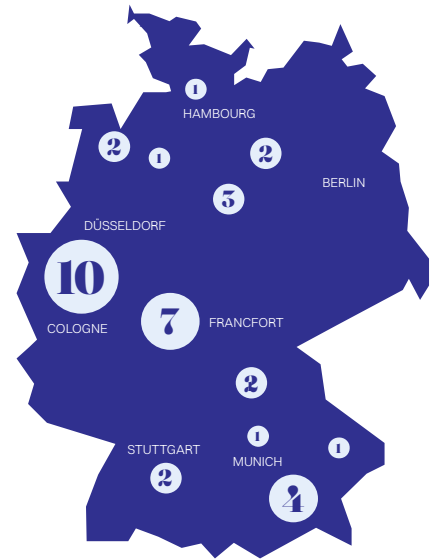 1
HAMBOURG
2
1
2
BERLIN
3
DÜSSELDORF
10
COLOGNE
7
FRANCFORT
2
1
1
STUTTGART
MUNICH
2
4